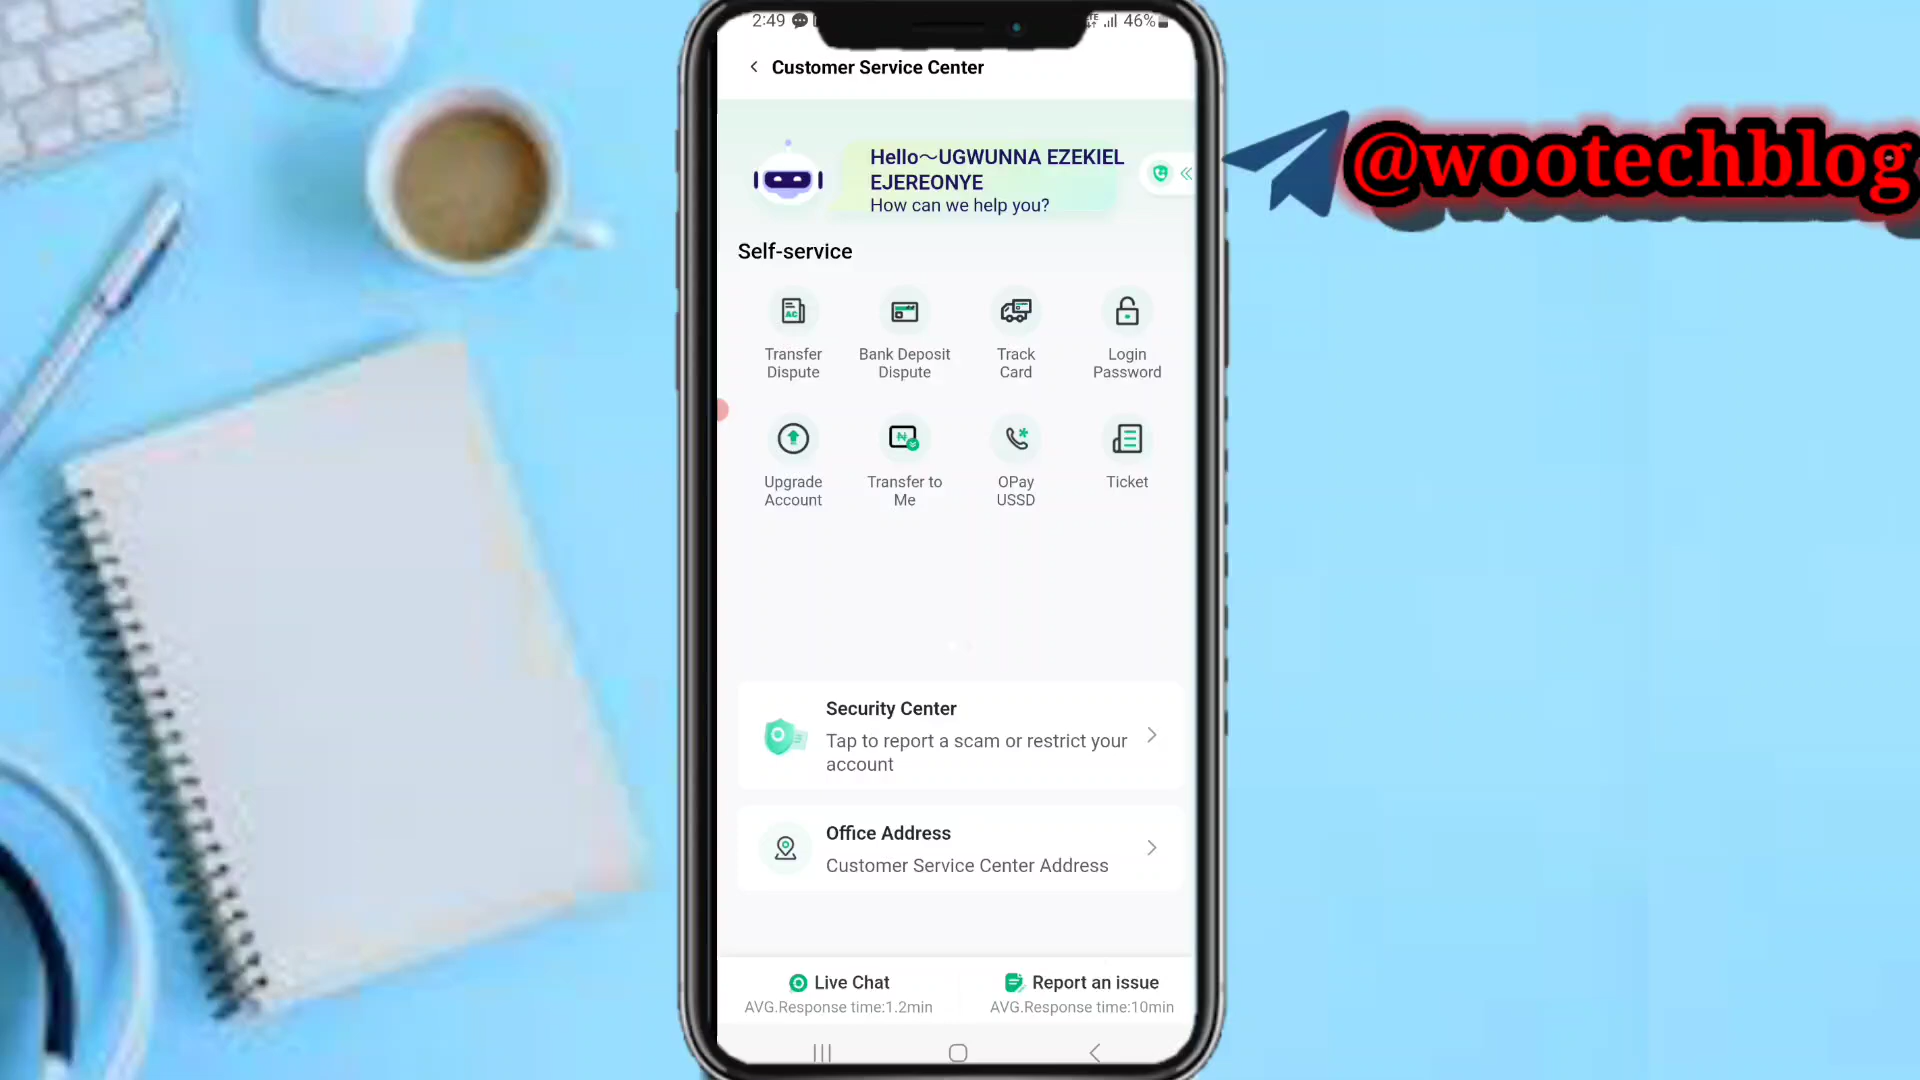 2:49
46%
Customer Service Center
Hello～UGWUNNA EZEKIEL
EJEREONYE
How can we help you?
@wootechblog
Self-service
Transfer Dispute
Bank Deposit Dispute
Track Card
Login Password
Upgrade Account
Transfer to Me
OPay USSD
Ticket
Security Center
Tap to report a scam or restrict your
account
Office Address
Customer Service Center Address
Live Chat
AVG.Response time:1.2min
Report an issue
AVG.Response time:10min